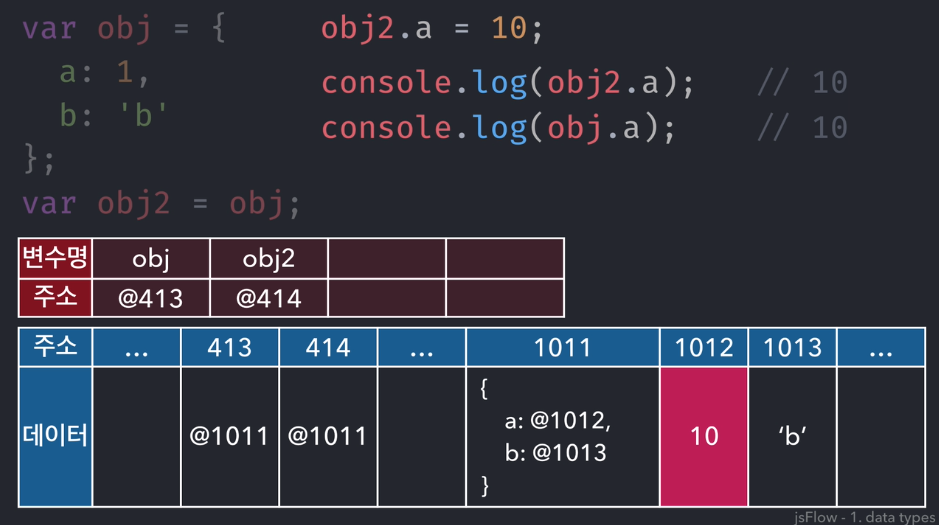 var obj = {
  a: 1,
  b: 'b'
};
var obj2 = obj;
obj2.a = 10;
console.log(obj2.a);    // 10
console.log(obj.a);    // 10
변수명 obj obj2
주소 @413 @414
주소 ... 413 414 ... 1011 1012 1013 ...
데이터 @1011 @1011 { a: @1012, b: @1013 } 10 ‘b’
jsFlow - 1. data types